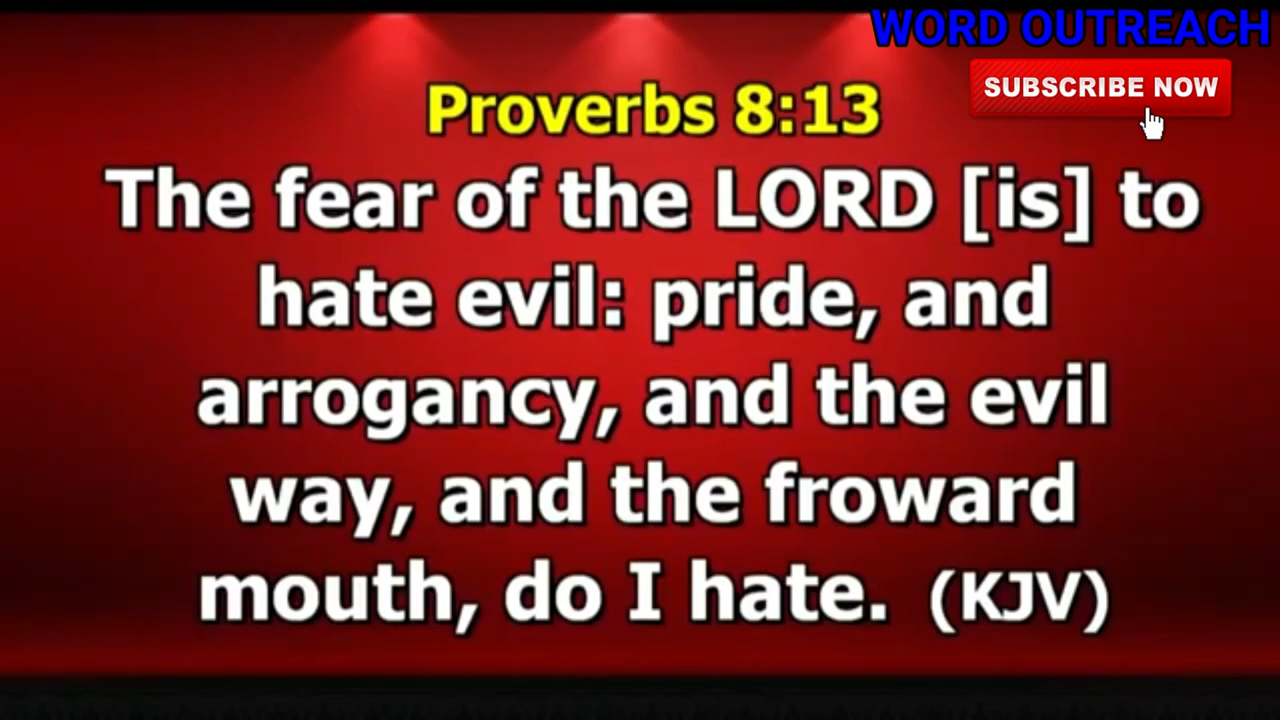 WORD OUTREACH
SUBSCRIBE NOW
Proverbs 8:13
The fear of the LORD [is] to
hate evil: pride, and
arrogancy, and the evil
way, and the froward
mouth, do I hate. (KJV)